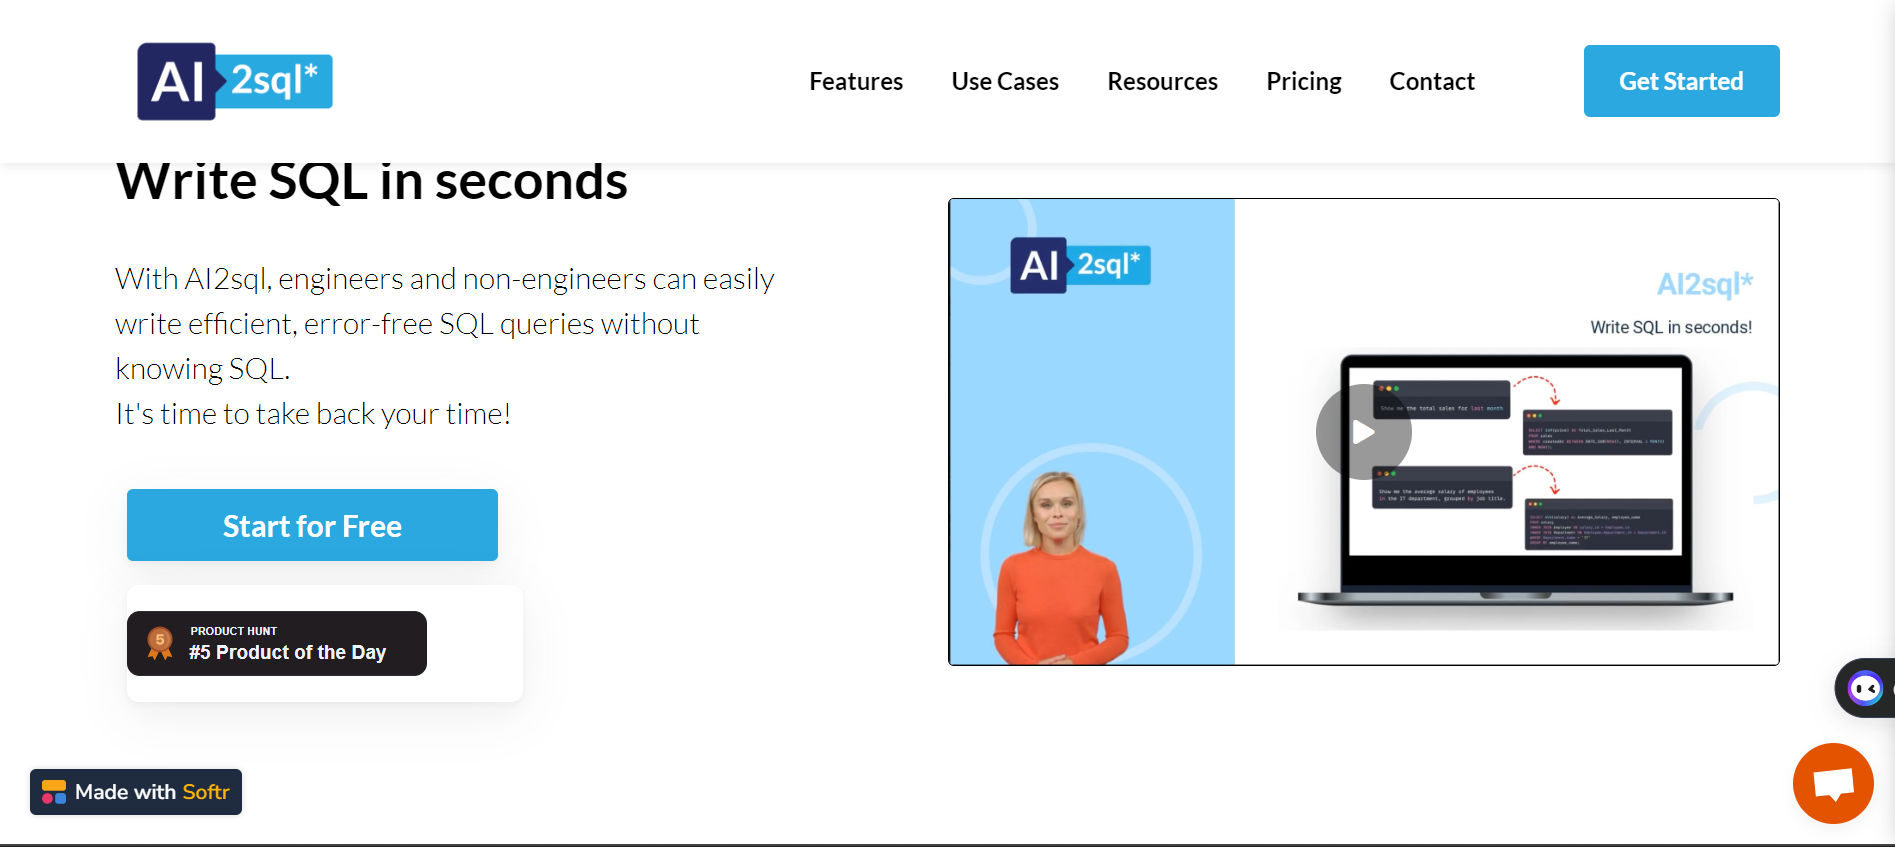 AI 2sql*
Features Use Cases Resources Pricing Contact Get Started
Write SQL in seconds
With AI2sql, engineers and non-engineers can easily
write efficient, error-free SQL queries without
knowing SQL.
It's time to take back your time!
Start for Free
5
PRODUCT HUNT
#5 Product of the Day
Made with Softr
AI 2sql*
AI2sql*
Write SQL in seconds!
Show me the total sales for last month
Show me the average salary of employees
in the IT department, grouped by job title.